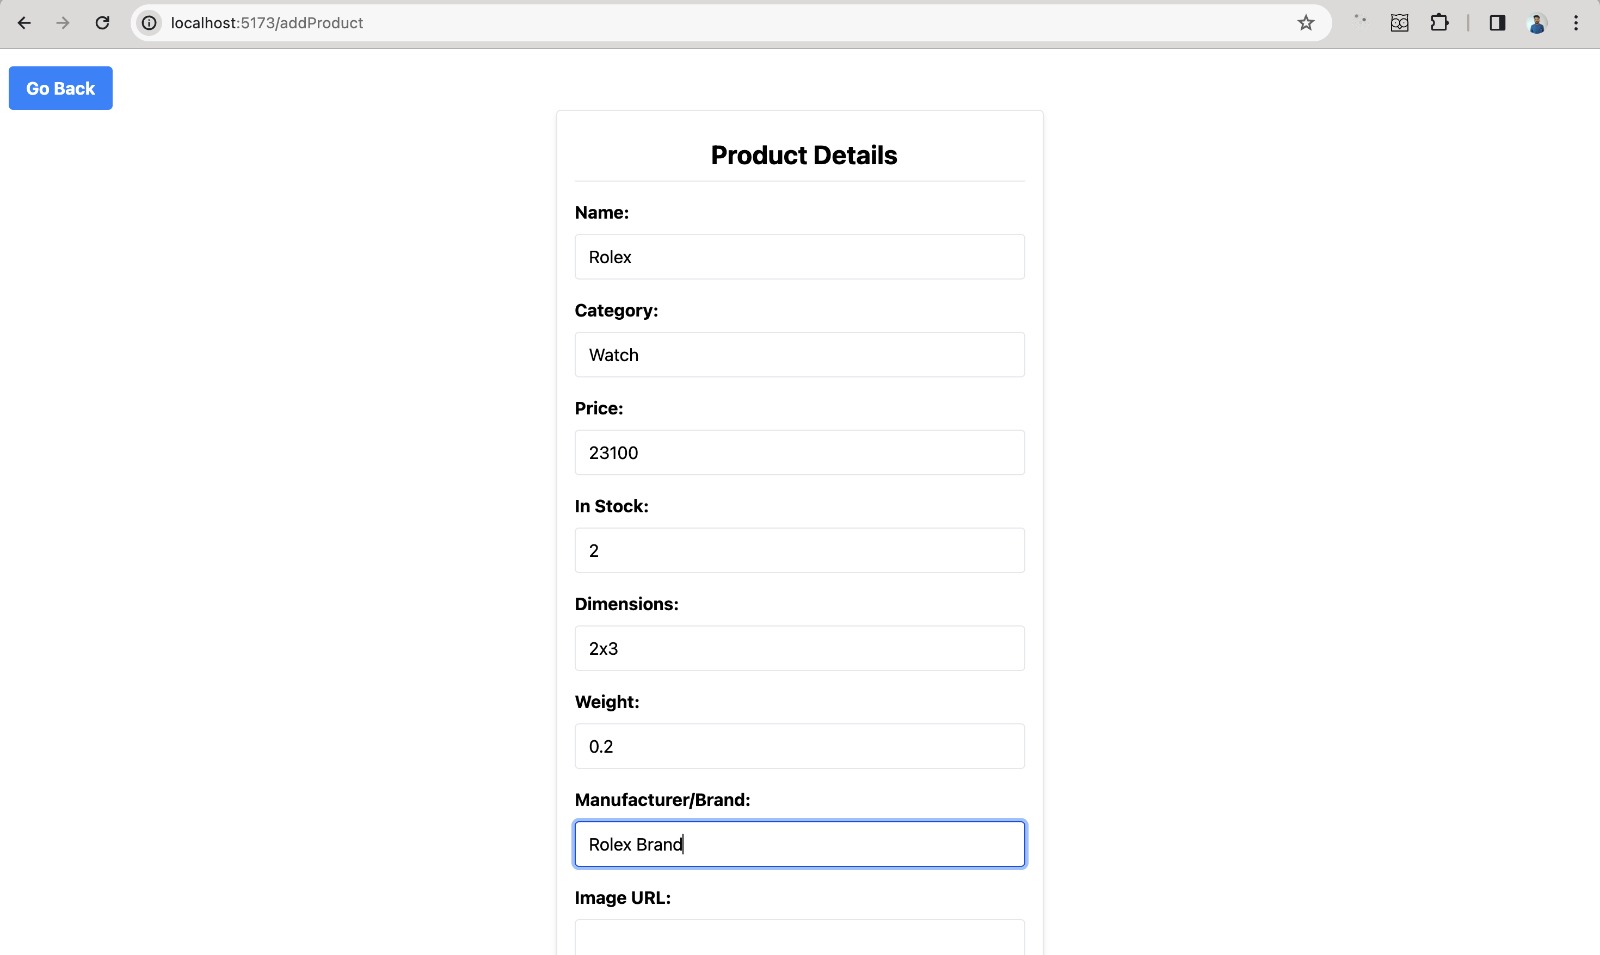 localhost:5173/addProduct
Go Back
Product Details
Name:
Rolex
Category:
Watch
Price:
23100
In Stock:
2
Dimensions:
2x3
Weight:
0.2
Manufacturer/Brand:
Rolex Brand
Image URL: